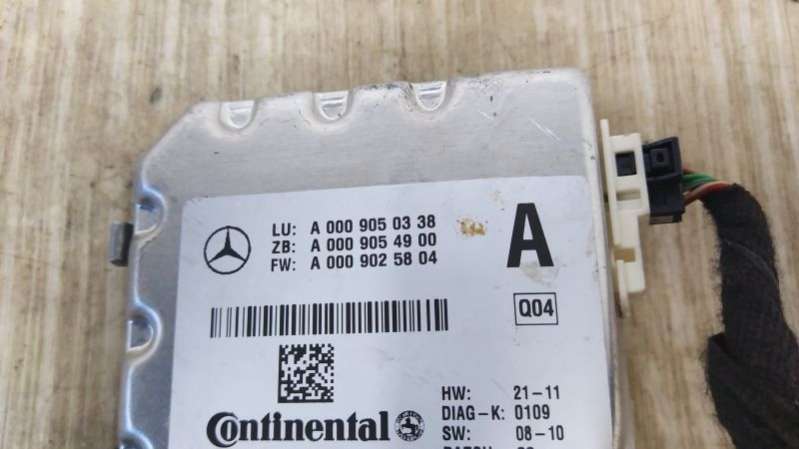 LU: A 000 905 03 38
ZB: A 000 905 49 00
FW: A 000 902 58 04
A
Q04
Continental
HW: 21-11
DIAG-K: 0109
SW: 08-10